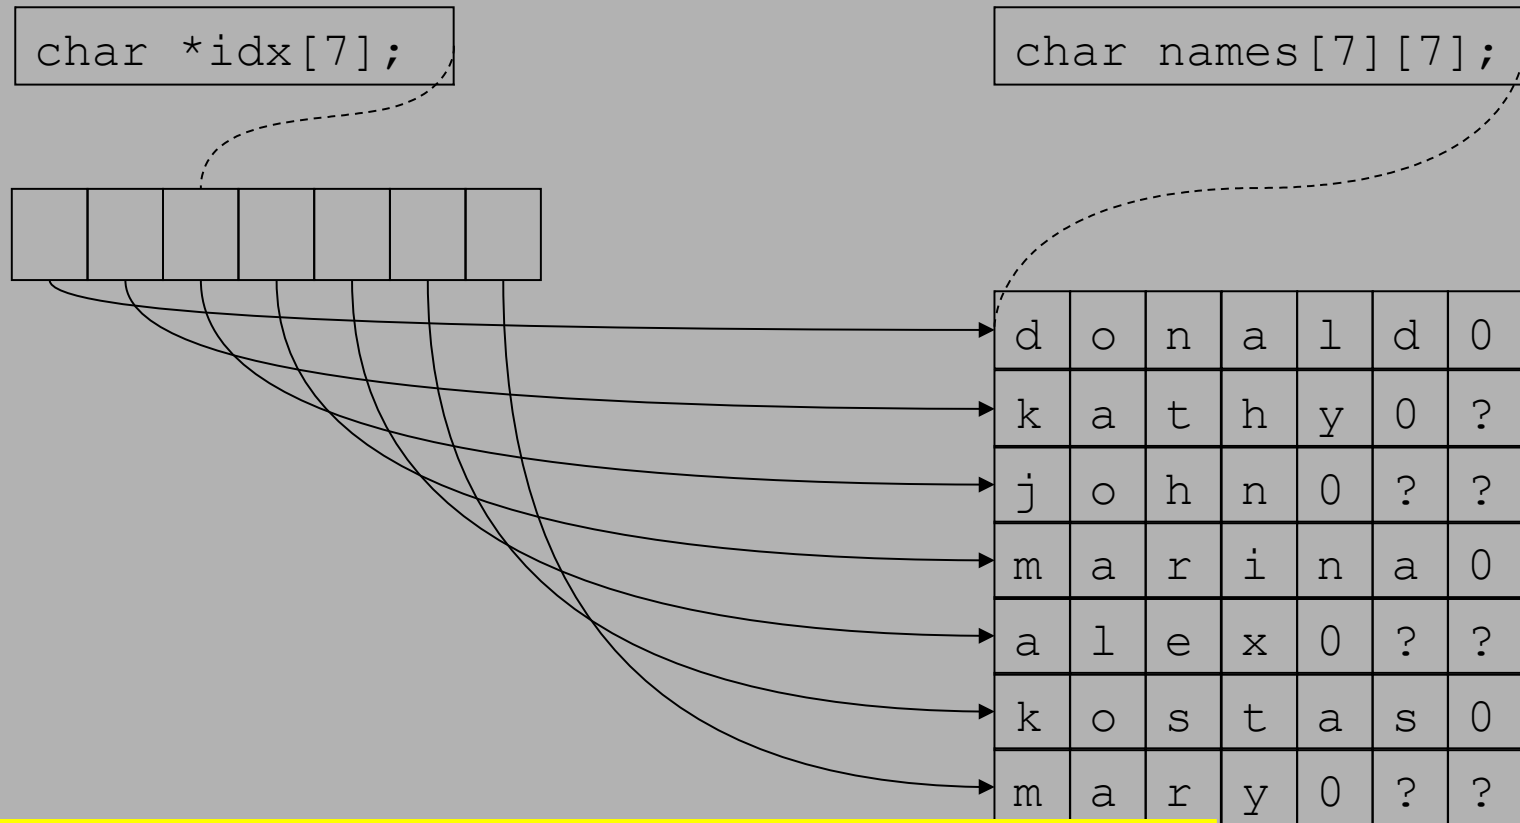 char *idx[7];
char names[7][7];
d o n a l d 0
k a t h y 0 ?
j o h n 0 ? ?
m a r i n a 0
a l e x 0 ? ?
k o s t a s 0
m a r y 0 ? ?